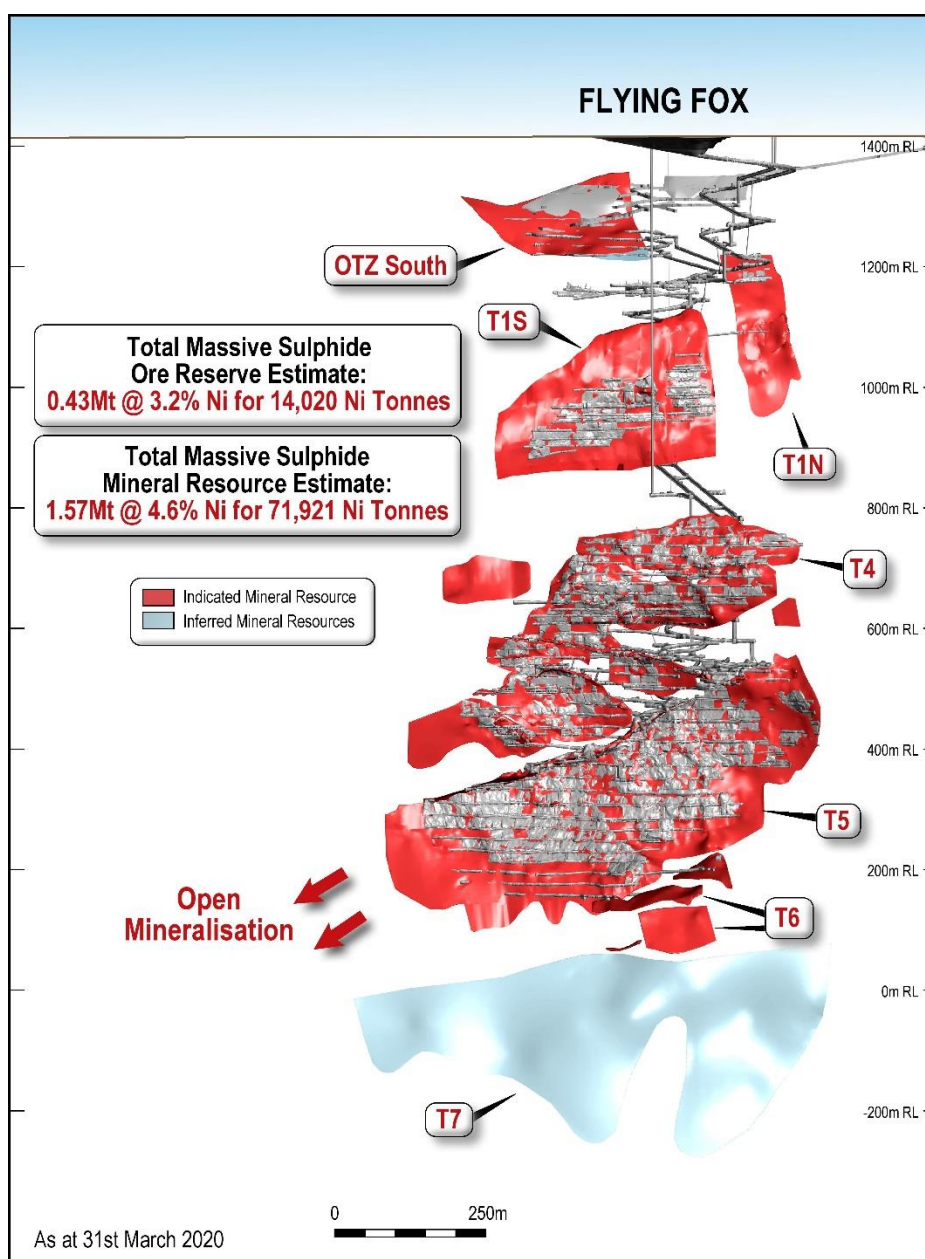 FLYING FOX
1400m RL
OTZ South
1200m RL
T1S
Total Massive Sulphide
Ore Reserve Estimate:
0.43Mt @ 3.2% Ni for 14,020 Ni Tonnes
1000m RL
Total Massive Sulphide
Mineral Resource Estimate:
1.57Mt @ 4.6% Ni for 71,921 Ni Tonnes
T1N
800m RL
T4
Indicated Mineral Resource
Inferred Mineral Resources
600m RL
400m RL
T5
200m RL
Open
Mineralisation
T6
0m RL
T7
-200m RL
0
250m
As at 31st March 2020